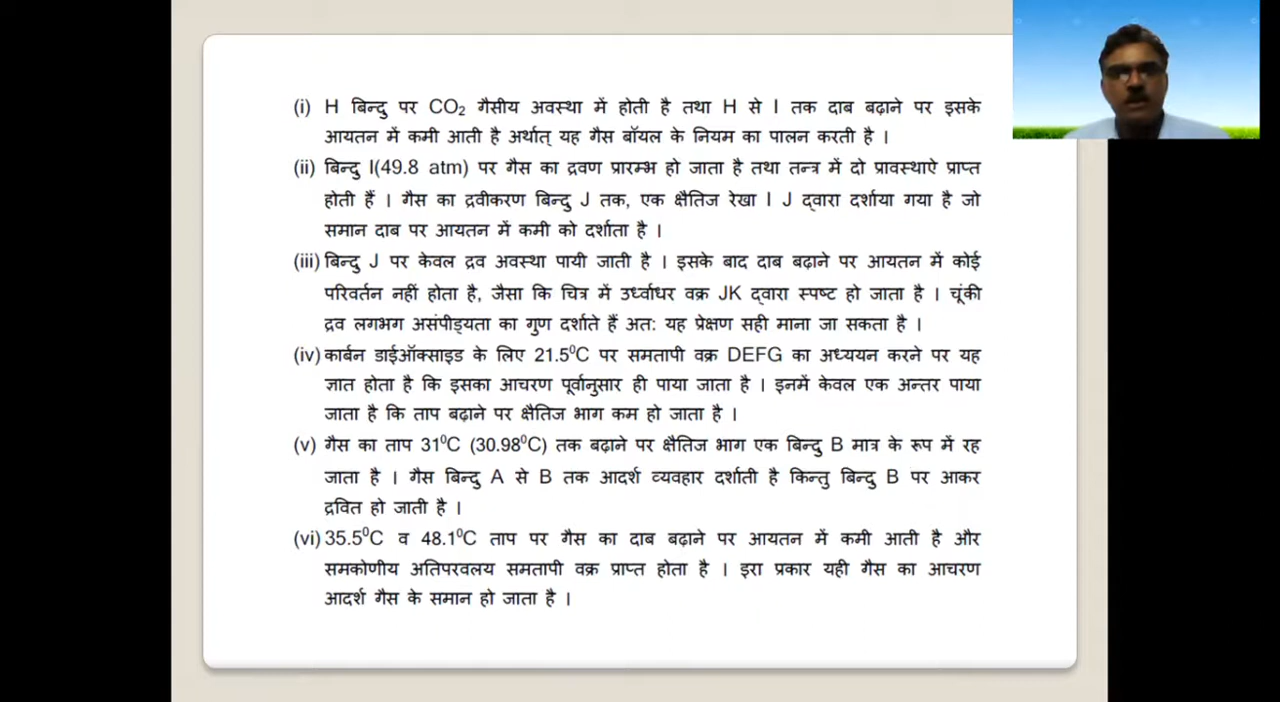 (i) H बिन्दु पर CO₂ गैसीय अवस्था में होती है तथा H से I तक दाब बढ़ाने पर इसके
आयतन में कमी आती है अर्थात् यह गैस बॉयल के नियम का पालन करती है ।
(ii) बिन्दु I(49.8 atm) पर गैस का द्रवण प्रारम्भ हो जाता है तथा तन्त्र में दो प्रावस्थाऐ प्राप्त
होती हैं । गैस का द्रवीकरण बिन्दु J तक, एक क्षैतिज रेखा I J द्वारा दर्शाया गया है जो
समान दाब पर आयतन में कमी को दर्शाता है ।
(iii) बिन्दु J पर केवल द्रव अवस्था पायी जाती है । इसके बाद दाब बढ़ाने पर आयतन में कोई
परिवर्तन नहीं होता है, जैसा कि चित्र में उर्ध्वाधर वक्र JK द्वारा स्पष्ट हो जाता है । चूंकी
द्रव लगभग असंपीड्यता का गुण दर्शाते हैं अत: यह प्रेक्षण सही माना जा सकता है ।
(iv) कार्बन डाईऑक्साइड के लिए 21.5⁰C पर समतापी वक्र DEFG का अध्ययन करने पर यह
ज्ञात होता है कि इसका आचरण पूर्वानुसार ही पाया जाता है । इनमें केवल एक अन्तर पाया
जाता है कि ताप बढ़ाने पर क्षैतिज भाग कम हो जाता है ।
(v) गैस का ताप 31⁰C (30.98⁰C) तक बढ़ाने पर क्षैतिज भाग एक बिन्दु B मात्र के रूप में रह
जाता है । गैस बिन्दु A से B तक आदर्श व्यवहार दर्शाती है किन्तु बिन्दु B पर आकर
द्रवित हो जाती है ।
(vi) 35.5⁰C व 48.1⁰C ताप पर गैस का दाब बढ़ाने पर आयतन में कमी आती है और
समकोणीय अतिपरवलय समतापी वक्र प्राप्त होता है । इरा प्रकार यही गैस का आचरण
आदर्श गैस के समान हो जाता है ।